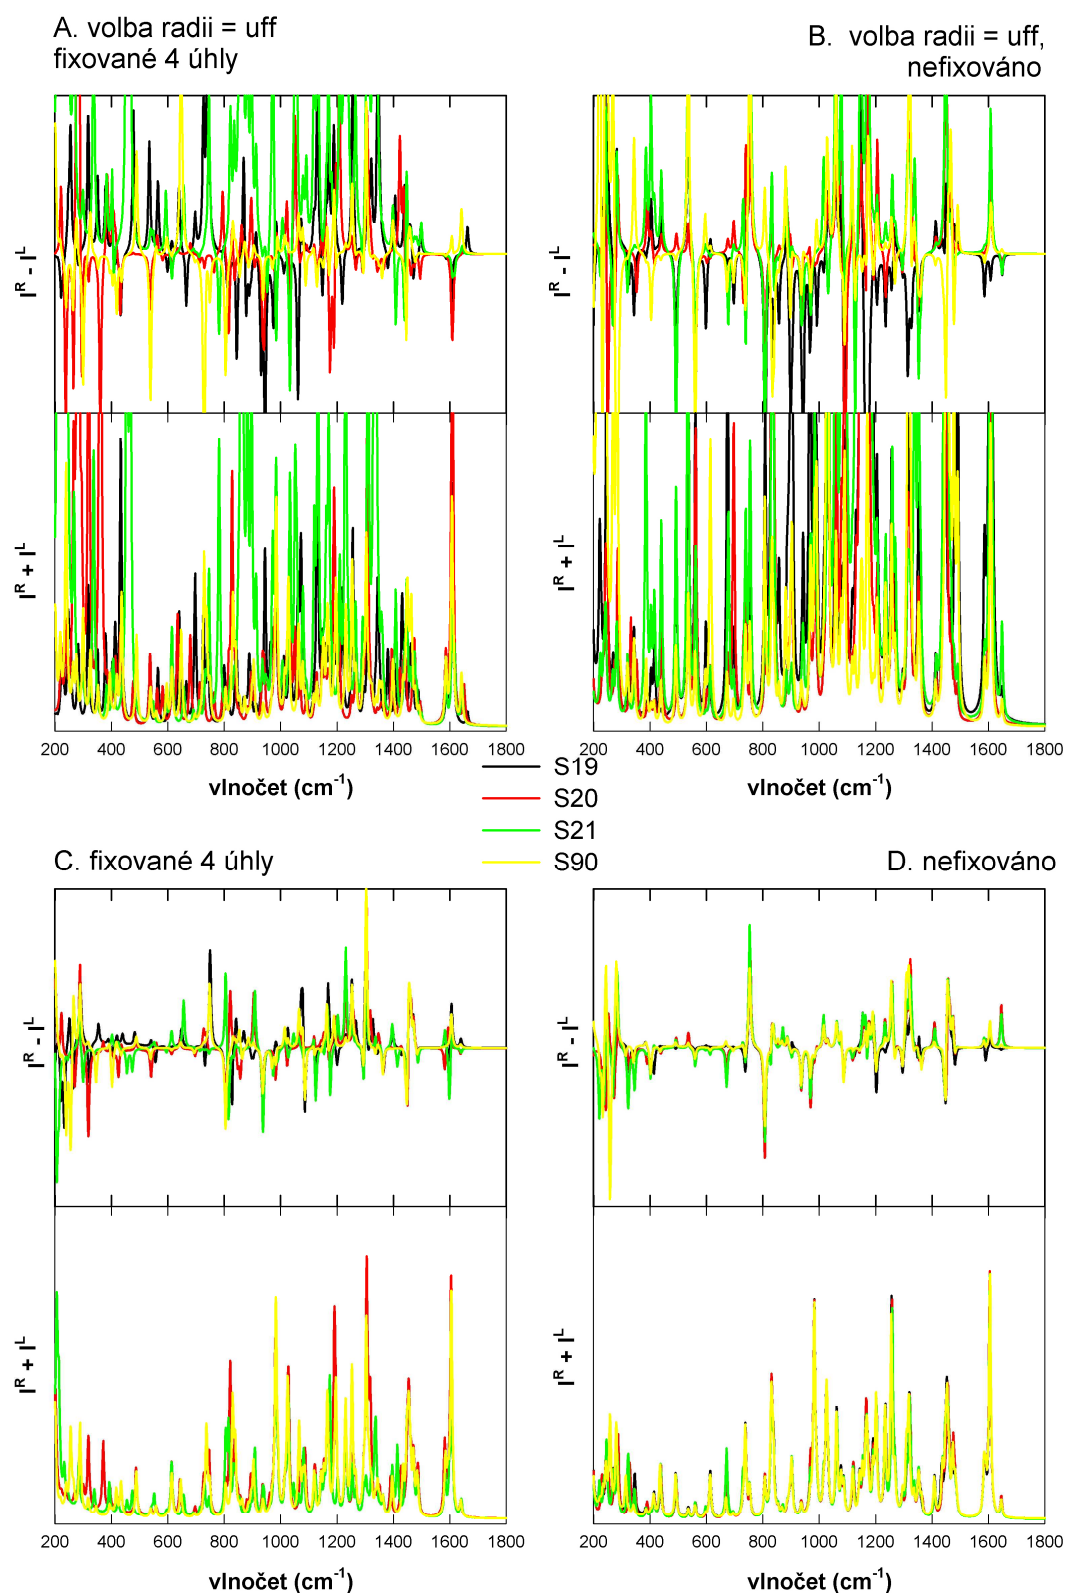 A. volba radii = uff
fixované 4 úhly
B. volba radii = uff,
nefixováno
I^R - I^L
I^R - I^L
I^R + I^L
I^R + I^L
200 400 600 800 1000 1200 1400 1600 1800
200 400 600 800 1000 1200 1400 1600 1800
vlnočet (cm⁻¹)
vlnočet (cm⁻¹)
S19
S20
S21
S90
C. fixované 4 úhly
D. nefixováno
I^R - I^L
I^R - I^L
I^R + I^L
I^R + I^L
200 400 600 800 1000 1200 1400 1600 1800
200 400 600 800 1000 1200 1400 1600 1800
vlnočet (cm⁻¹)
vlnočet (cm⁻¹)